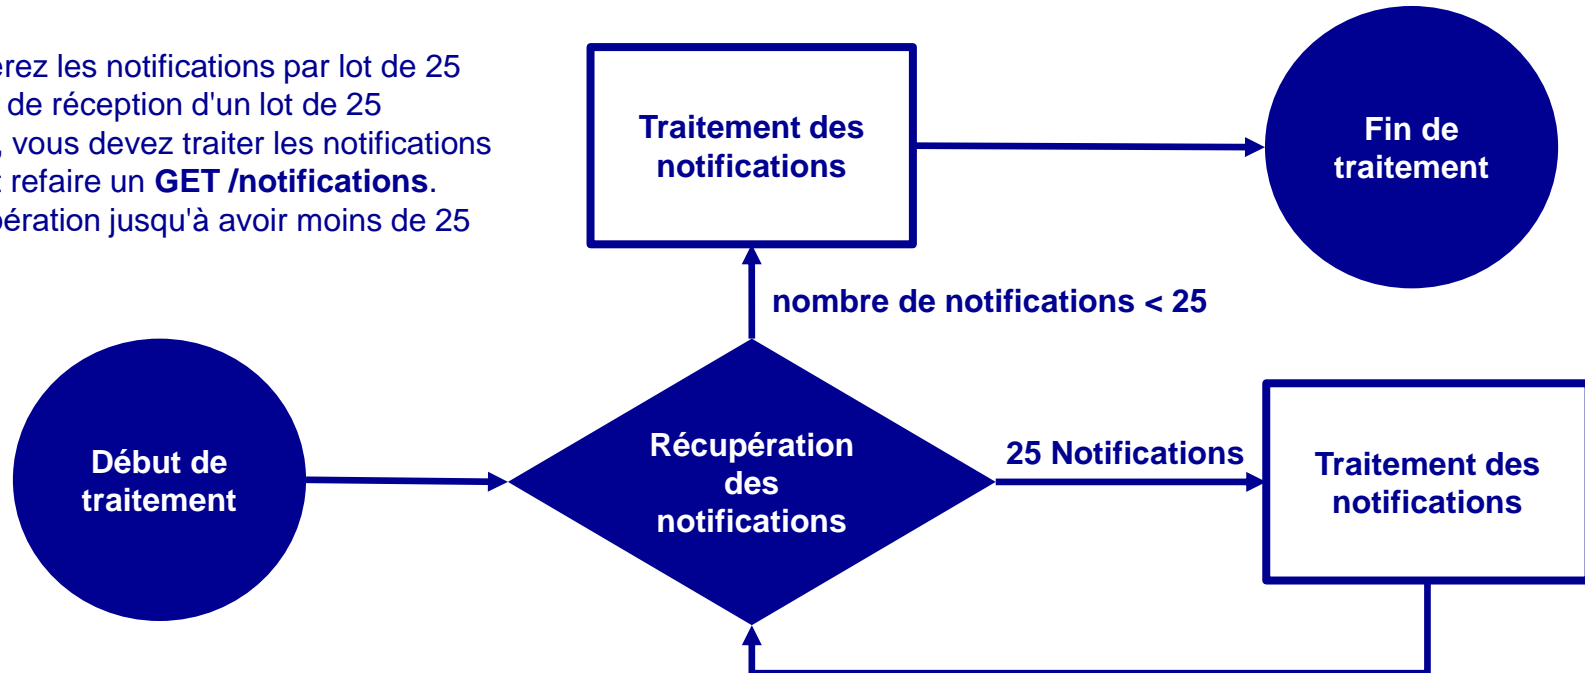 les notifications par lot de 25
de réception d'un lot de 25
, vous devez traiter les notifications
refaire un GET /notifications.
jusqu'à avoir moins de 25
Traitement des
notifications
Fin de
traitement
nombre de notifications < 25
Début de
traitement
Récupération
des
notifications
25 Notifications
Traitement des
notifications